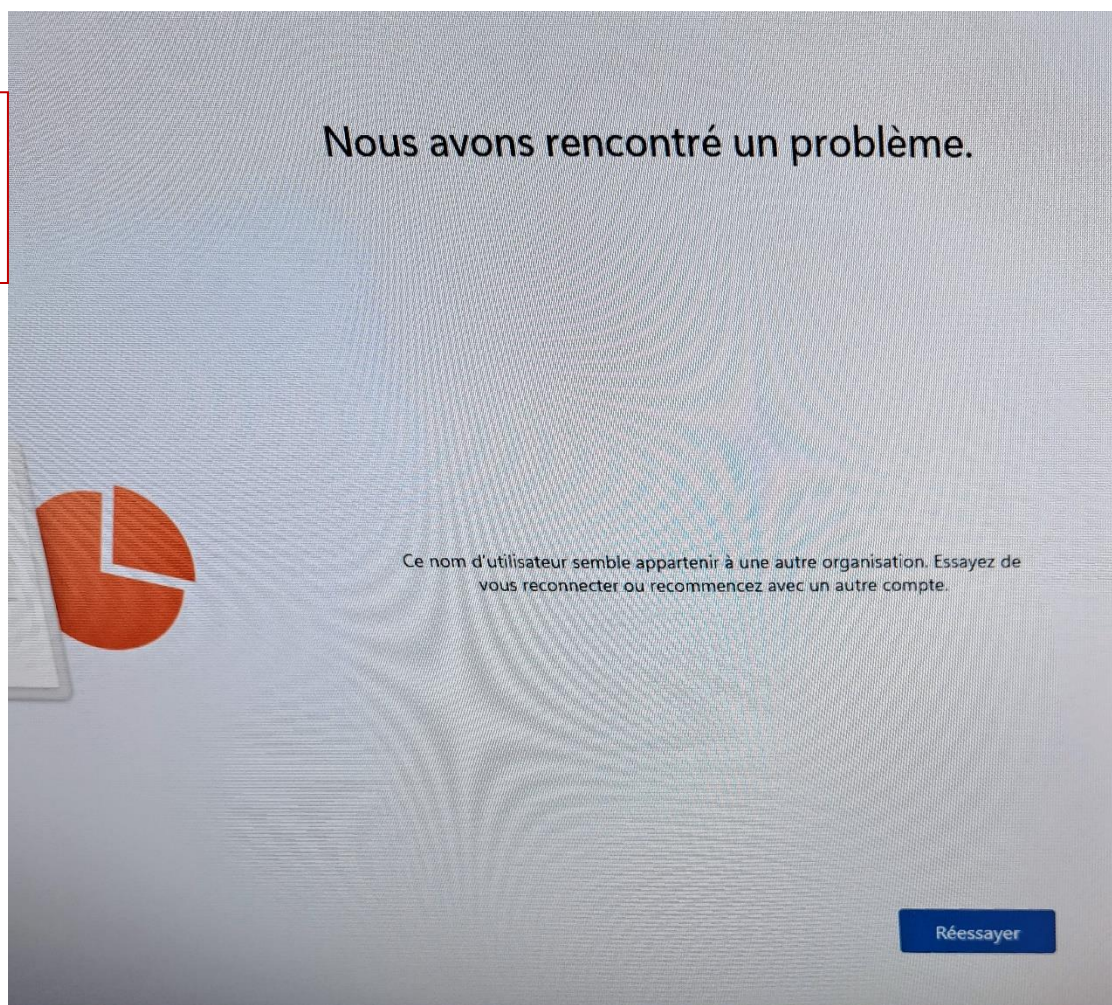 Nous avons rencontré un problème.
Ce nom d'utilisateur semble appartenir à une autre organisation. Essayez de
vous reconnecter ou recommencez avec un autre compte.
Réessayer